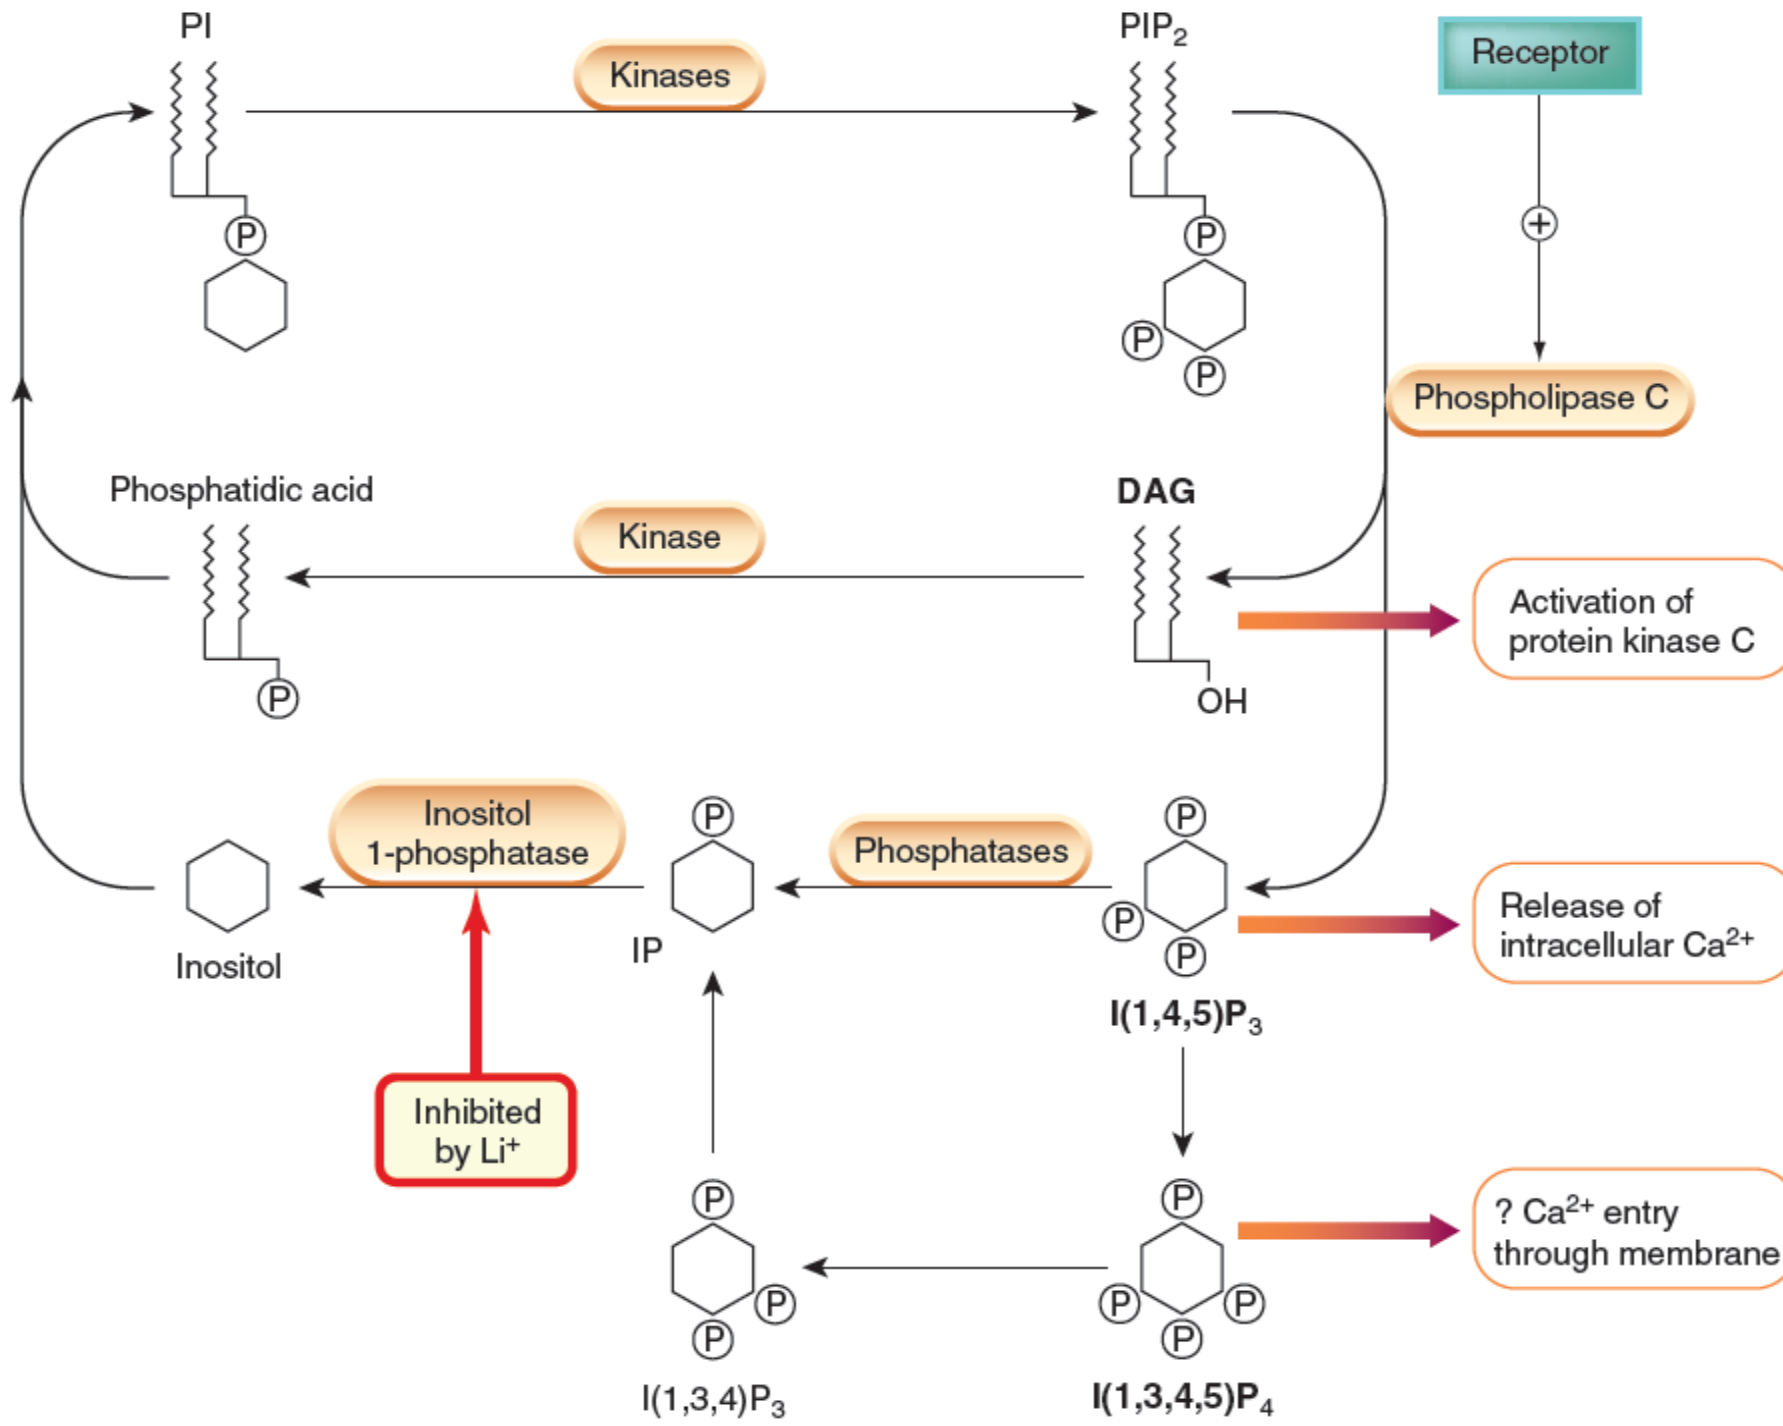 PI
Kinases
PIP₂
Receptor
P
P
P
P
+
Phospholipase C
Phosphatidic acid
Kinase
DAG
P
OH
Activation of
protein kinase C
Inositol
1-phosphatase
Inositol
P
IP
Phosphatases
P
P
P
I(1,4,5)P₃
Release of
intracellular Ca²⁺
Inhibited
by Li⁺
P
P
P
I(1,3,4)P₃
P
P
P
P
I(1,3,4,5)P₄
? Ca²⁺ entry
through membrane